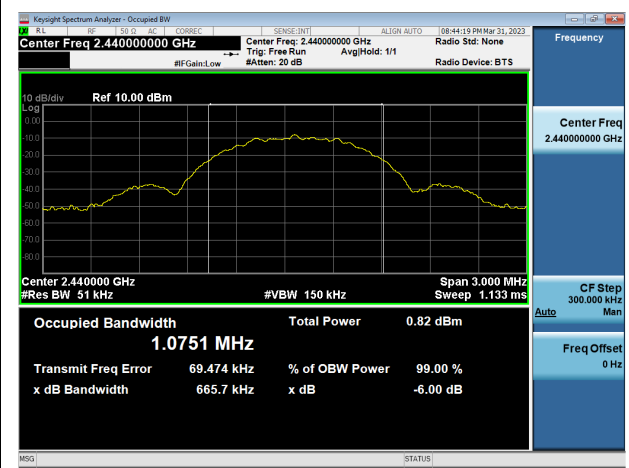 Keysight Spectrum Analyzer - Occupied BW
RL RF 50 Ω AC CORREC SENSE:INT ALIGN AUTO 08:44:19 PM Mar 31, 2023
Center Freq 2.440000000 GHz
Center Freq: 2.440000000 GHz
Radio Std: None
Trig: Free Run
Avg|Hold: 1/1
#IFGain:Low
#Atten: 20 dB
Radio Device: BTS
Frequency
10 dB/div
Ref 10.00 dBm
Log
0.00
-10.0
-20.0
-30.0
-40.0
-50.0
-60.0
-70.0
-80.0
Center Freq
2.440000000 GHz
Center 2.440000 GHz
Span 3.000 MHz
#Res BW 51 kHz
#VBW 150 kHz
Sweep 1.133 ms
CF Step
300.000 kHz
Auto Man
Occupied Bandwidth
Total Power 0.82 dBm
1.0751 MHz
Freq Offset
0 Hz
Transmit Freq Error 69.474 kHz
% of OBW Power 99.00 %
x dB Bandwidth 665.7 kHz
x dB -6.00 dB
MSG
STATUS